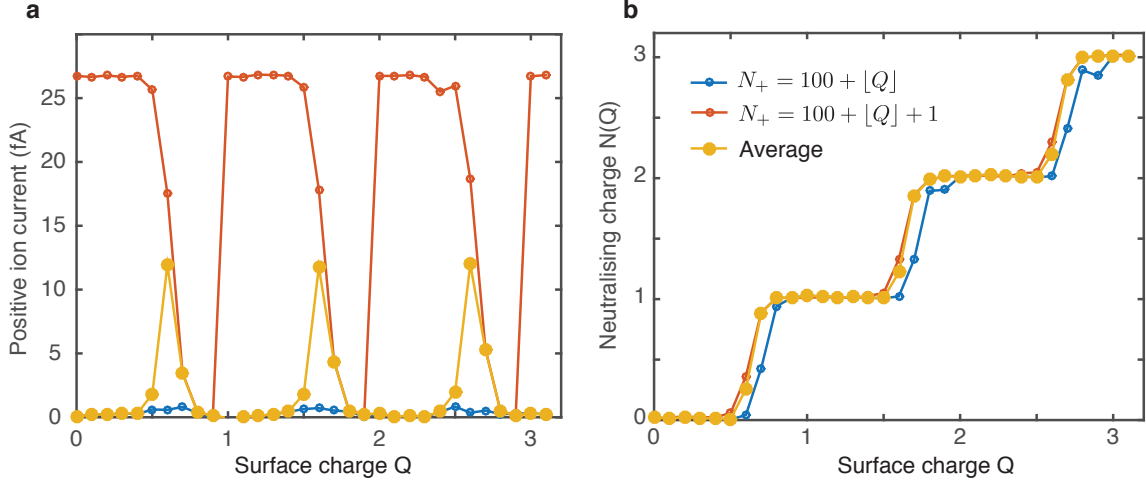 a
Positive ion current (fA)
25
20
15
10
5
0
0
1
2
3
Surface charge Q
b
Neutralising charge N(Q)
3
2
1
0
N₊ = 100 + ⌊Q⌋
N₊ = 100 + ⌊Q⌋ + 1
Average
0
1
2
3
Surface charge Q